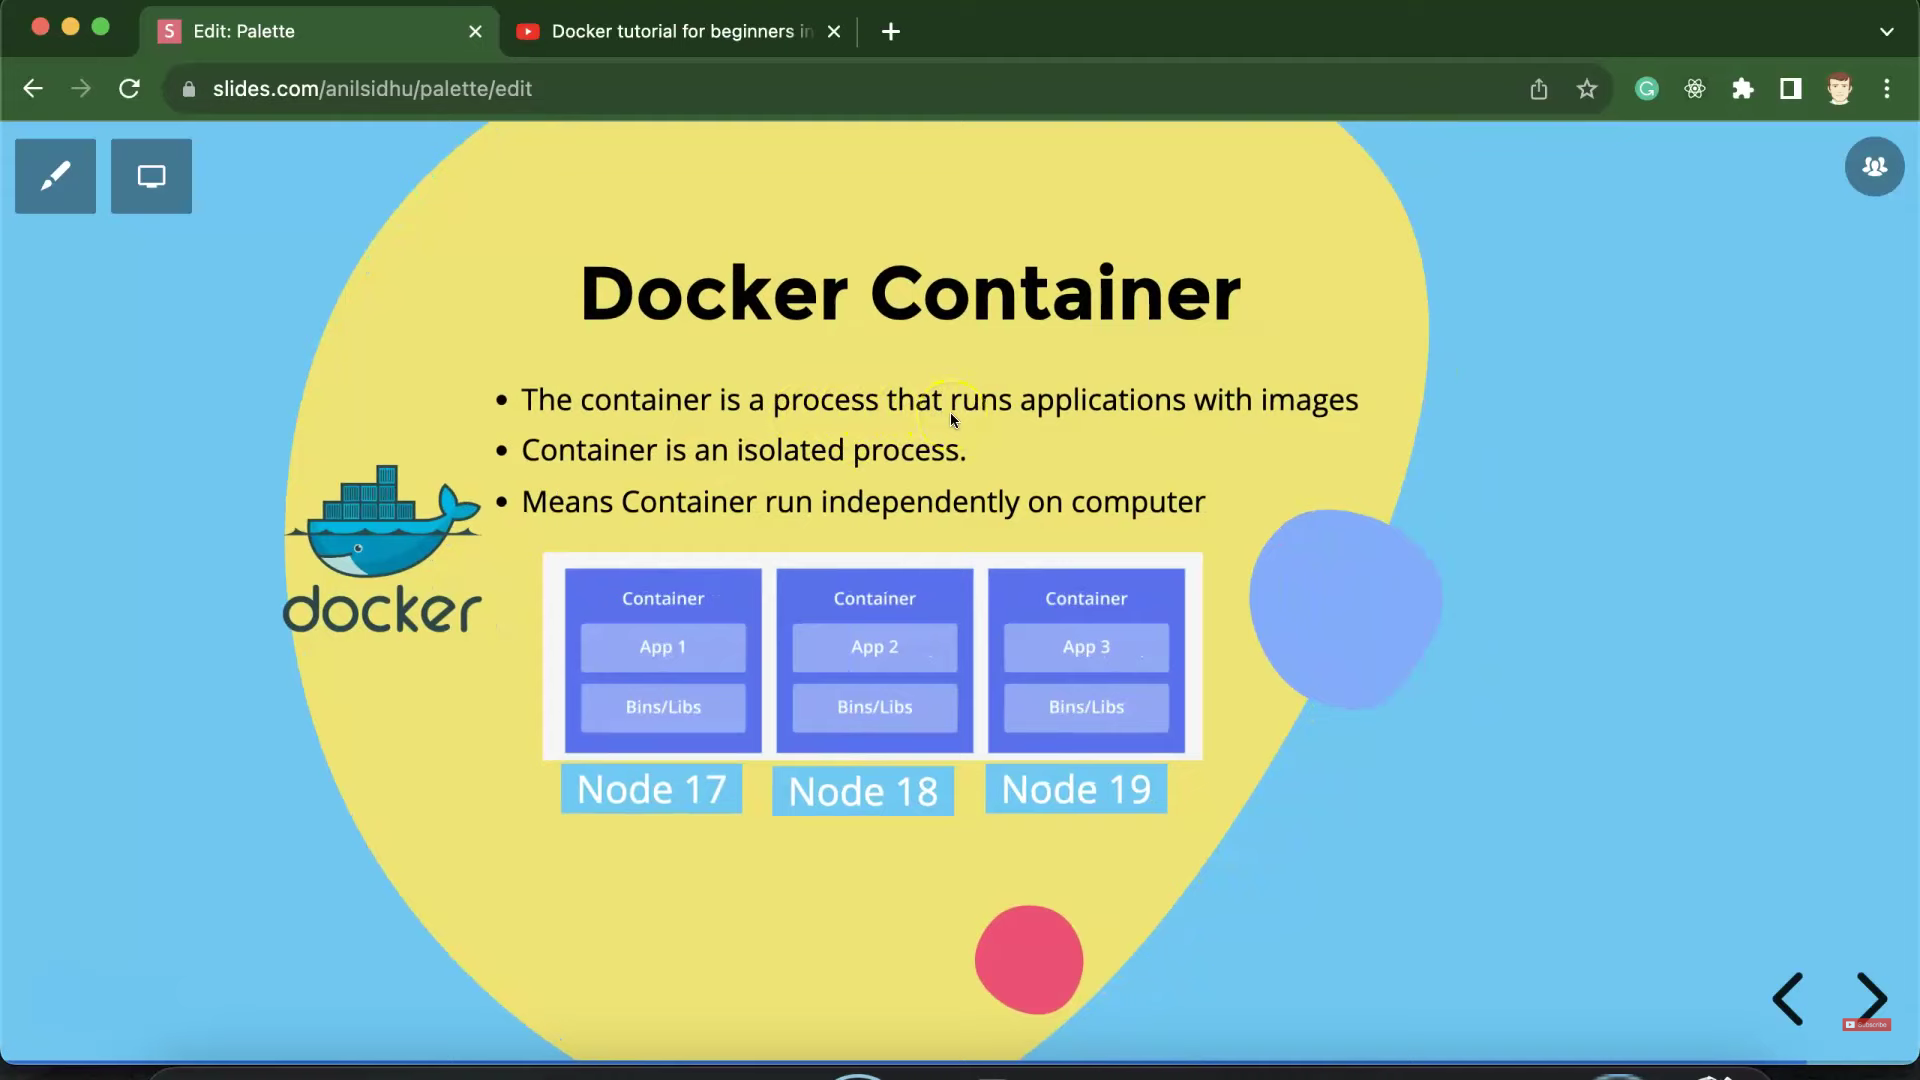 S Edit: Palette
Docker tutorial for beginners in
slides.com/anilsidhu/palette/edit
Docker Container
• The container is a process that runs applications with images
• Container is an isolated process.
• Means Container run independently on computer
docker
Container Container Container
App 1 App 2 App 3
Bins/Libs Bins/Libs Bins/Libs
Node 17 Node 18 Node 19
Subscribe